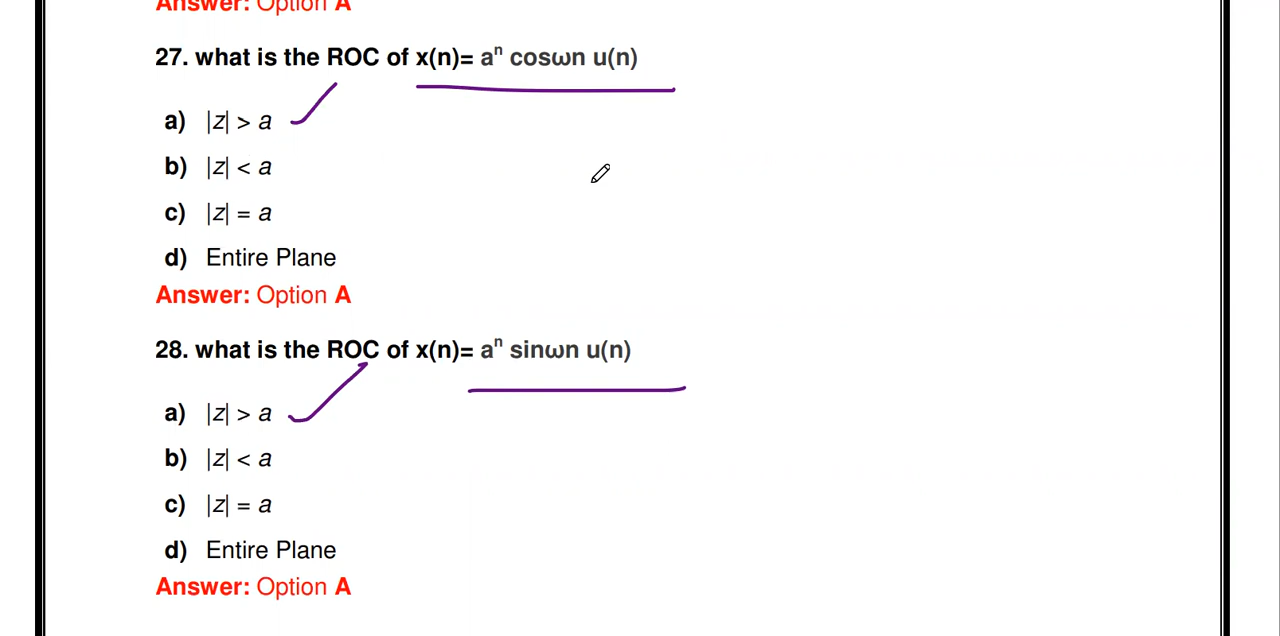 Answer: Option A
27. what is the ROC of x(n)= aⁿ cosωn u(n)
a) |z| > a
b) |z| < a
c) |z| = a
d) Entire Plane
Answer: Option A
28. what is the ROC of x(n)= aⁿ sinωn u(n)
a) |z| > a
b) |z| < a
c) |z| = a
d) Entire Plane
Answer: Option A